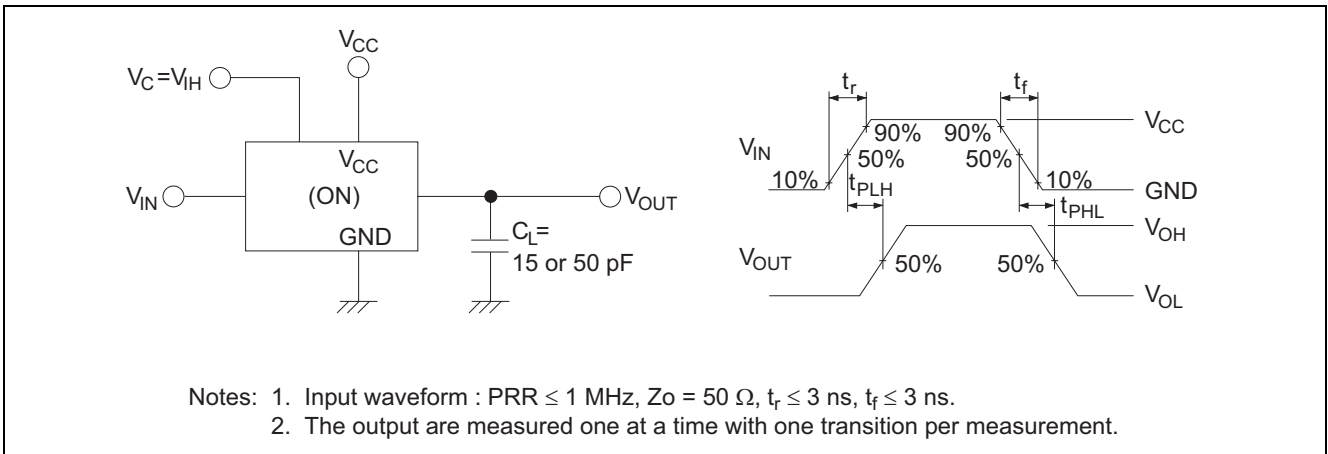 V_CC
V_C=V_IH
V_CC
V_IN
(ON)
V_OUT
GND
C_L=
15 or 50 pF
t_r
t_f
V_CC
90%
90%
V_IN
50%
50%
10%
10%
GND
t_PLH
t_PHL
V_OH
V_OUT
50%
50%
V_OL
Notes: 1. Input waveform : PRR ≤ 1 MHz, Zo = 50 Ω, t_r ≤ 3 ns, t_f ≤ 3 ns.
2. The output are measured one at a time with one transition per measurement.